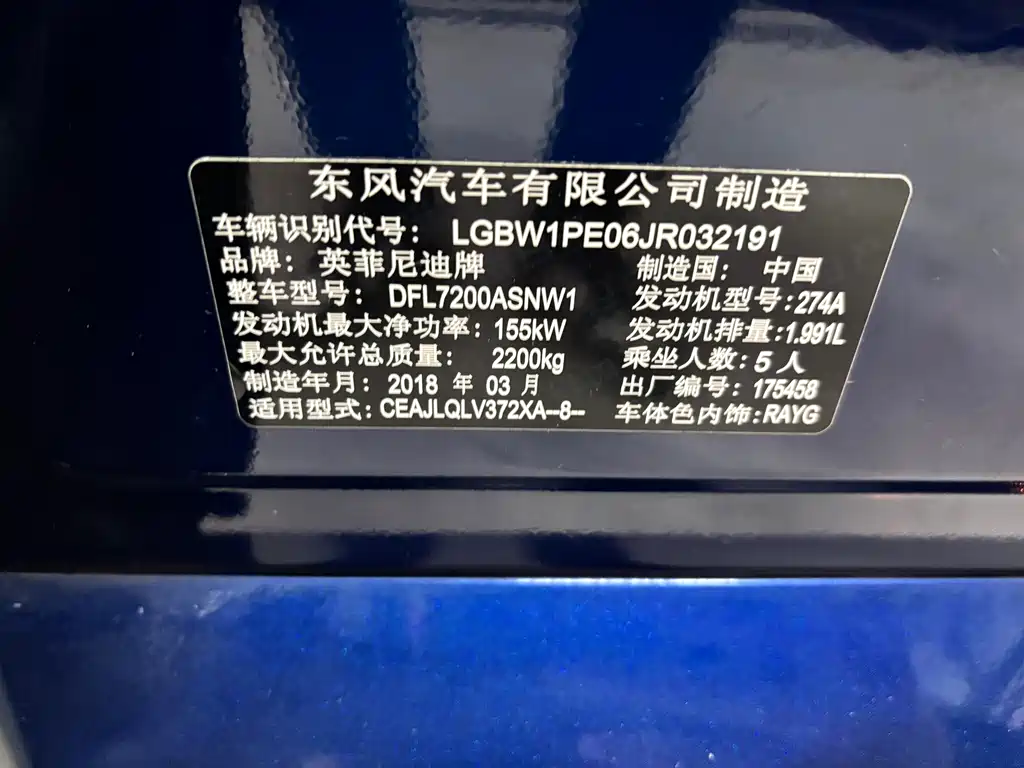 东风汽车有限公司制造
车辆识别代号： LGBW1PE06JR032191
品牌：英菲尼迪牌 制造国： 中国
整车型号： DFL7200ASNW1 发动机型号:274A
发动机最大净功率：155kW 发动机排量:1.991L
最大允许总质量： 2200kg 乘坐人数:5人
制造年月：2018 年 03 月 出厂编号：175458
适用型式:CEAJLQLV372XA--8-- 车体色内饰:RAYG